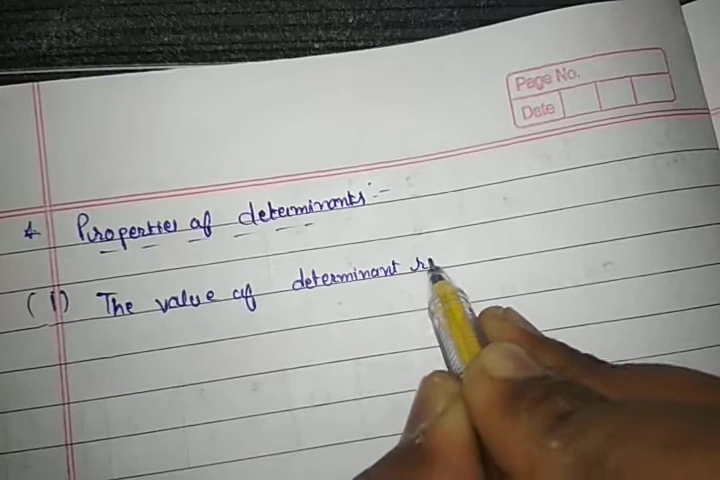 Page No.
Date
* Properties of determinants:-
(1) The value of determinant r